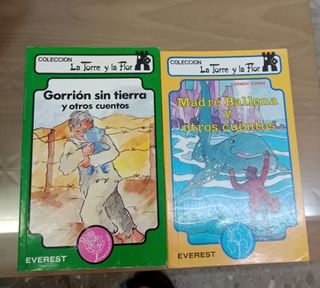 COLECCION
La Torre y la Flor
Gorrión sin tierra
y otros cuentos
EVEREST
COLECCION
La Torre y la Flor
CARMEN CONDE
Madre Ballena
y
otros cuentos
EVEREST